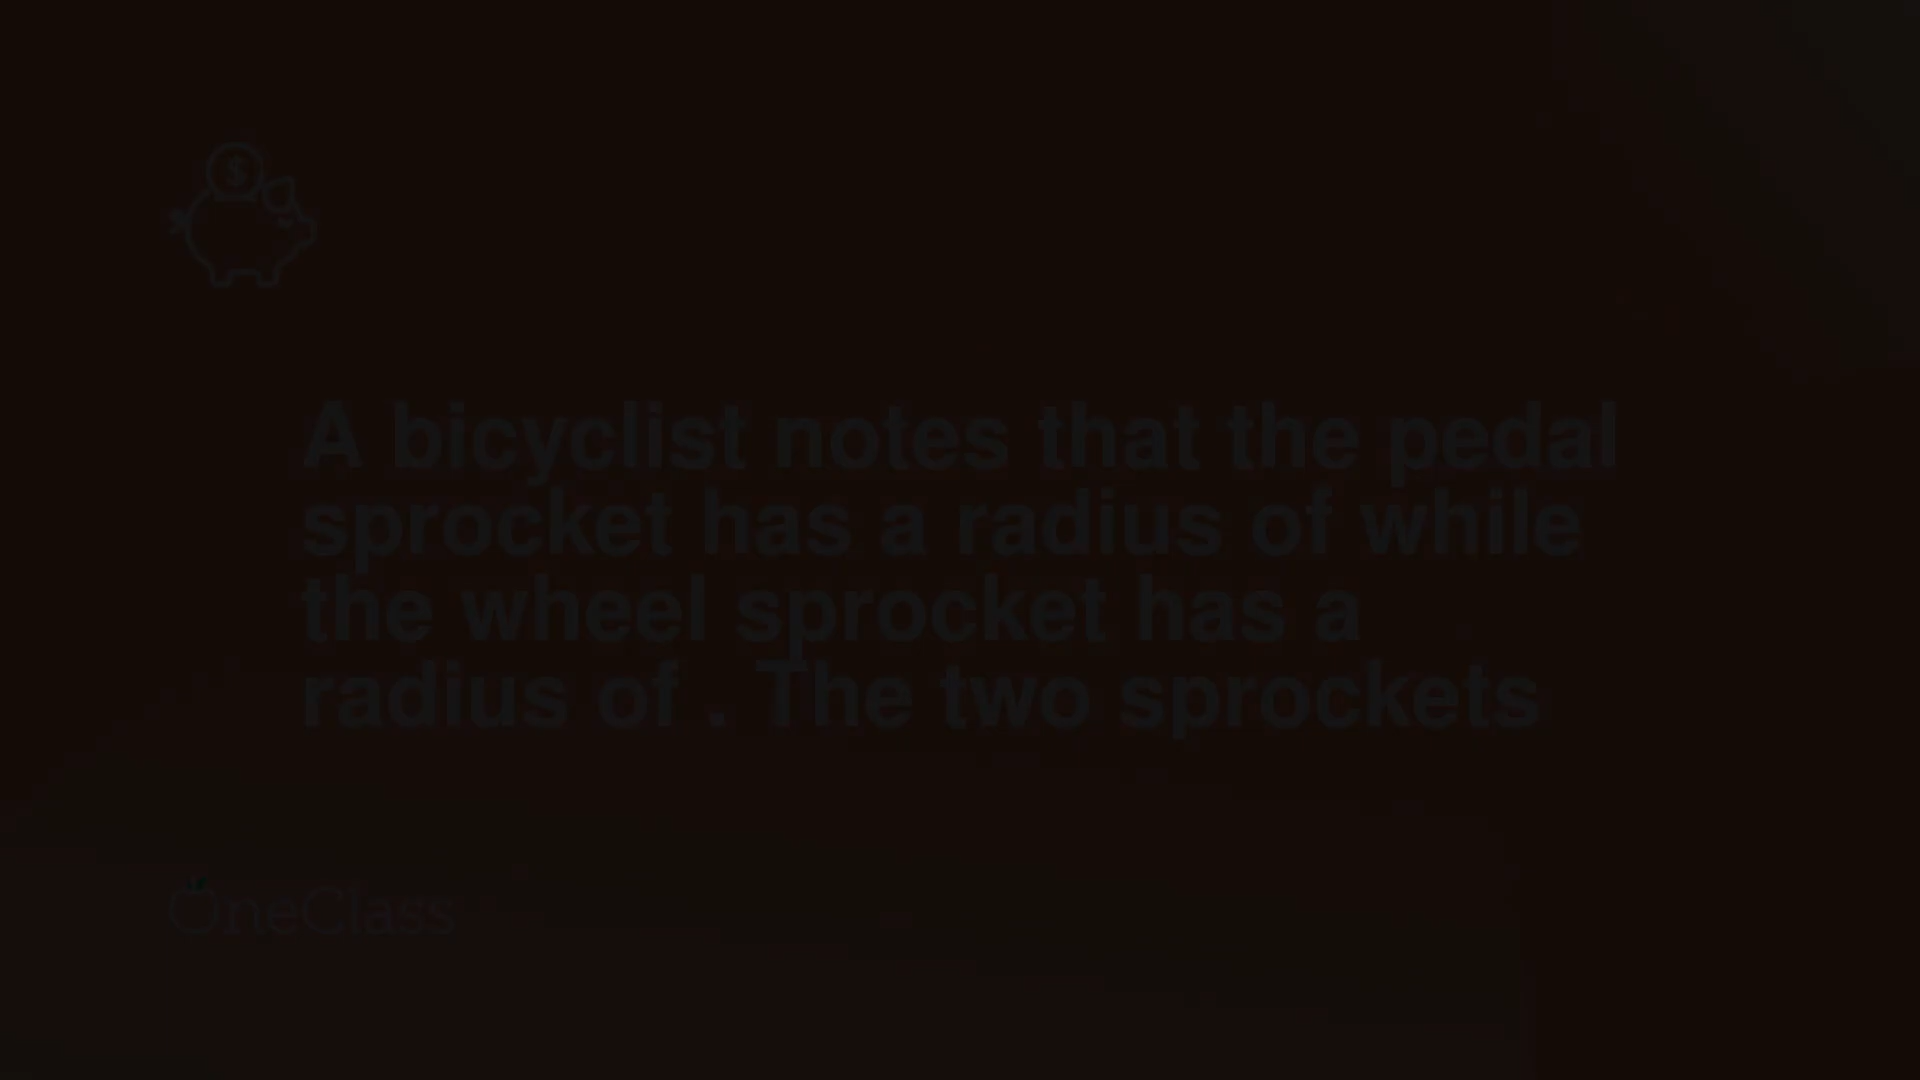 $
A bicyclist notes that the pedal
sprocket has a radius of while
the wheel sprocket has a
radius of . The two sprockets
OneClass